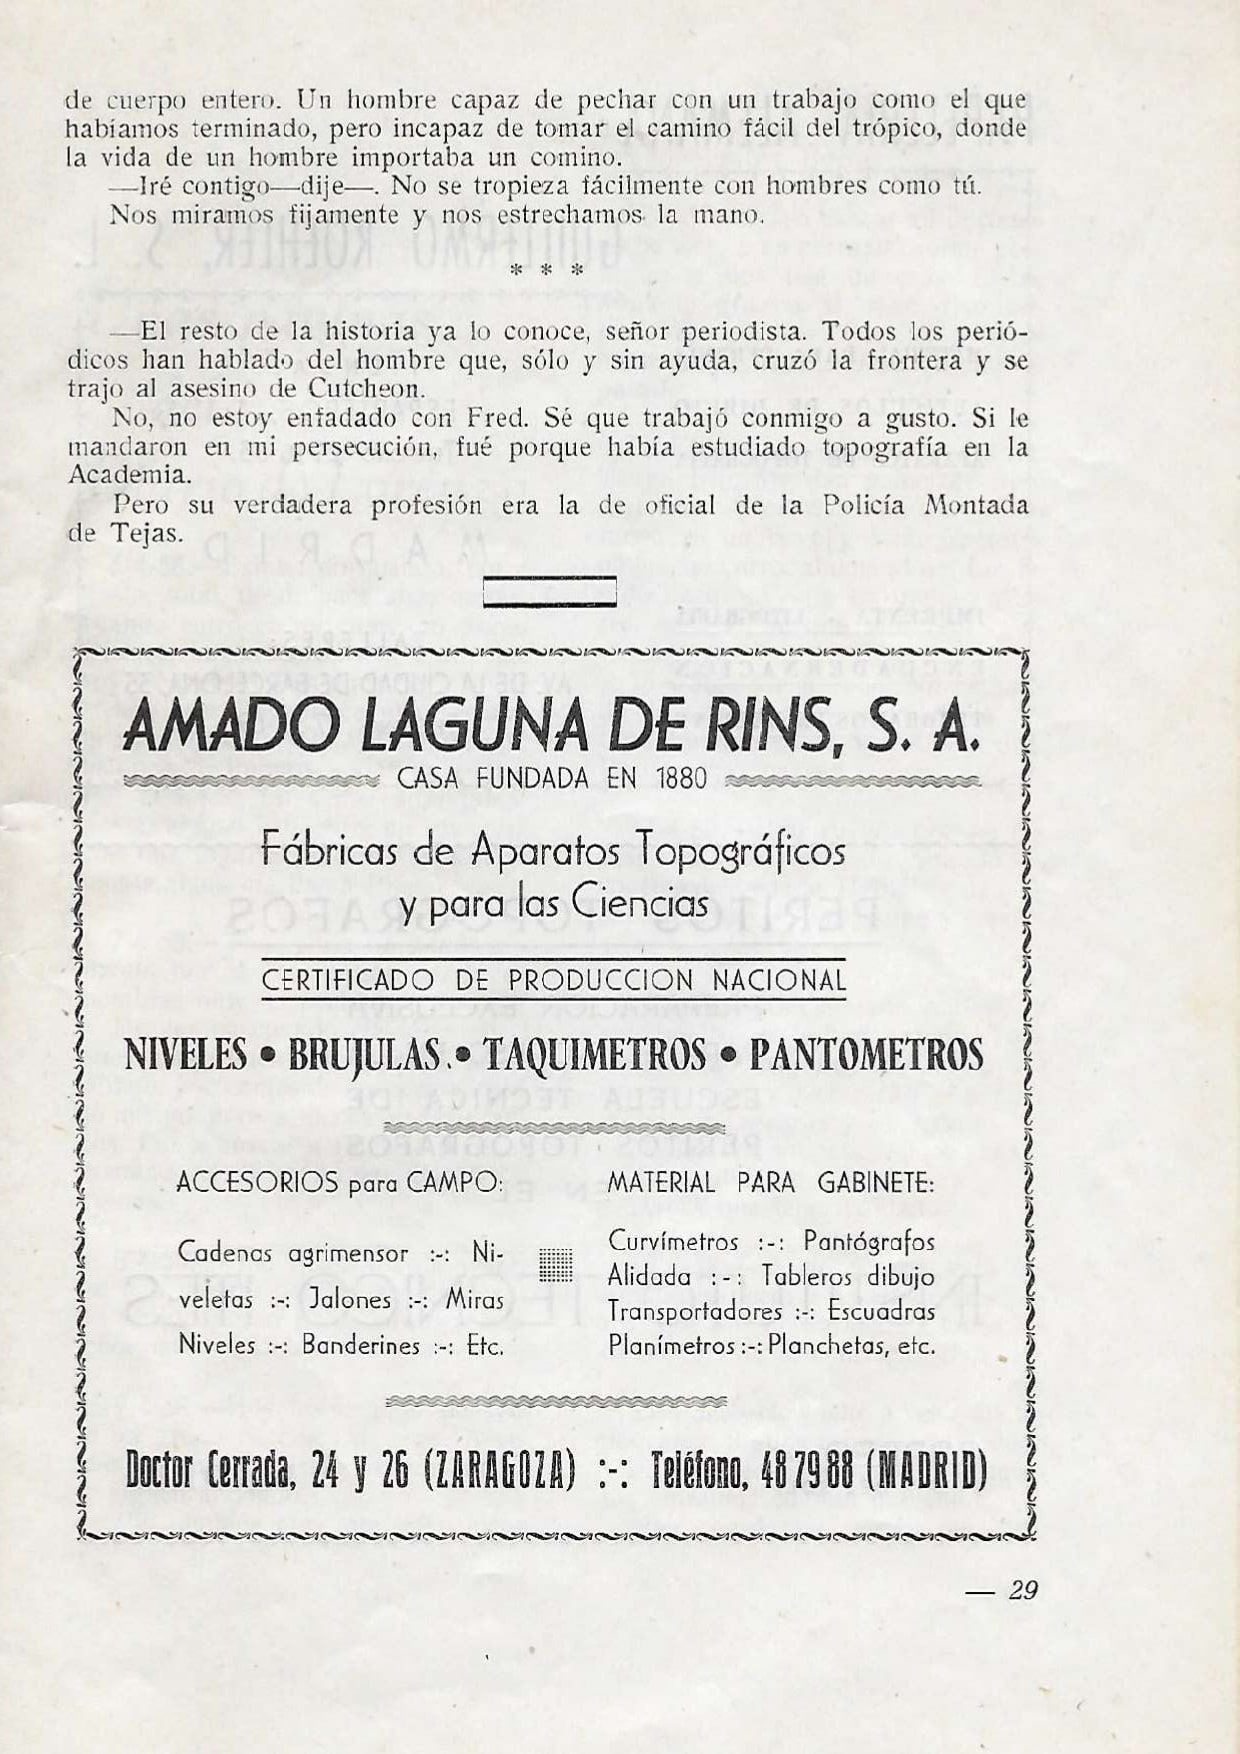 de cuerpo entero. Un hombre capaz de pechar con un trabajo como el que
habíamos terminado, pero incapaz de tomar el camino fácil del trópico, donde
la vida de un hombre importaba un comino.
—Iré contigo—dije—. No se tropieza fácilmente con hombres como tú.
Nos miramos fijamente y nos estrechamos la mano.
* * *
—El resto de la historia ya lo conoce, señor periodista. Todos los perió-
dicos han hablado del hombre que, sólo y sin ayuda, cruzó la frontera y se
trajo al asesino de Cutcheon.
No, no estoy enfadado con Fred. Sé que trabajó conmigo a gusto. Si le
mandaron en mi persecución, fué porque había estudiado topografía en la
Academia.
Pero su verdadera profesión era la de oficial de la Policía Montada
de Tejas.
AMADO LAGUNA DE RINS, S. A.
CASA FUNDADA EN 1880
Fábricas de Aparatos Topográficos
y para las Ciencias
CERTIFICADO DE PRODUCCION NACIONAL
NIVELES • BRUJULAS • TAQUIMETROS • PANTOMETROS
ACCESORIOS para CAMPO:
Cadenas agrimensor :-: Ni-
veletas :-: Jalones :-: Miras
Niveles :-: Banderines :-: Etc.
MATERIAL PARA GABINETE:
Curvímetros :-: Pantógrafos
Alidada :-: Tableros dibujo
Transportadores :-: Escuadras
Planímetros :-: Planchetas, etc.
Doctor Cerrada, 24 y 26 (ZARAGOZA) :-: Teléfono, 48 79 88 (MADRID)
— 29